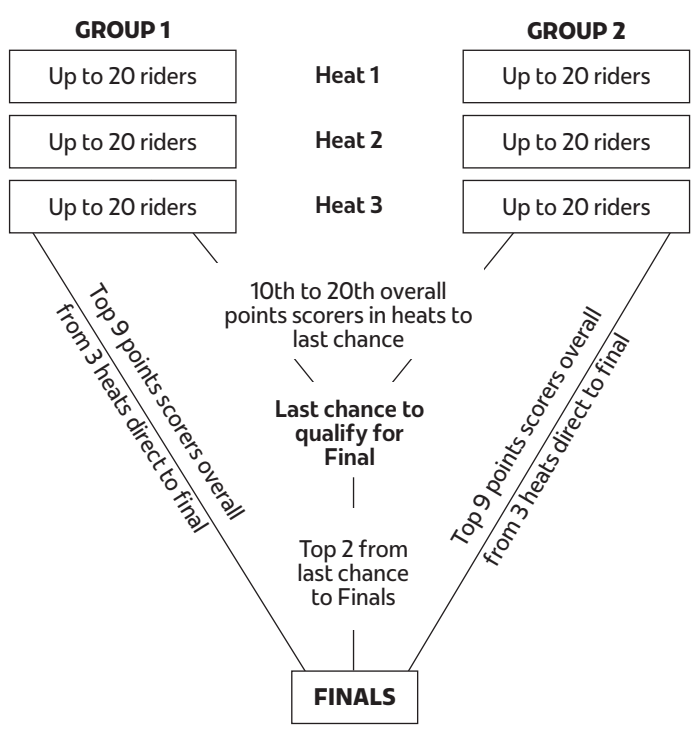 GROUP 1
GROUP 2
Up to 20 riders
Heat 1
Up to 20 riders
Up to 20 riders
Heat 2
Up to 20 riders
Up to 20 riders
Heat 3
Up to 20 riders
10th to 20th overall
points scorers in heats to
last chance
Top 9 points scorers overall
from 3 heats direct to final
Top 9 points scorers overall
from 3 heats direct to final
Last chance to
qualify for
Final
Top 2 from
last chance
to Finals
FINALS